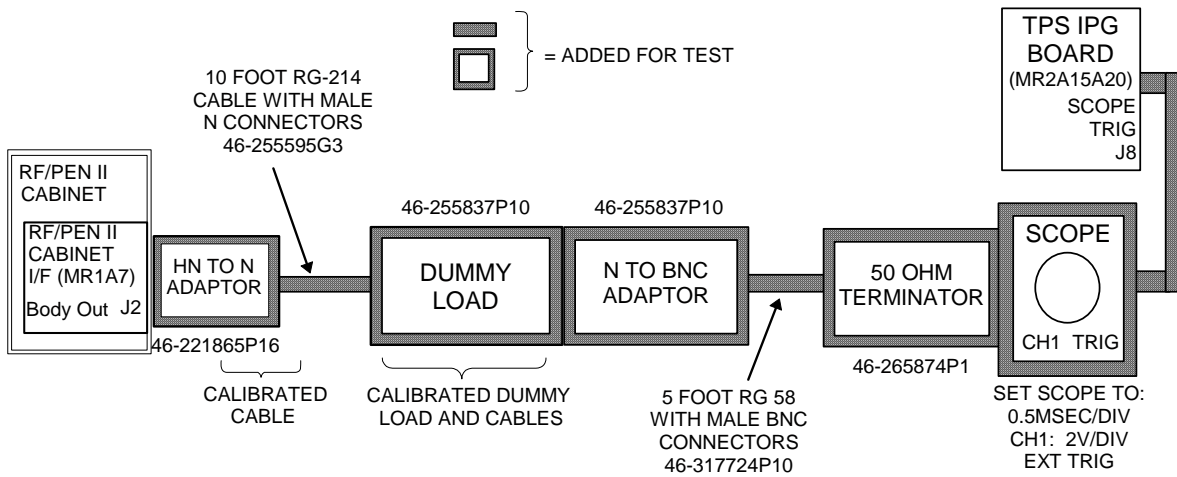 = ADDED FOR TEST
TPS IPG
BOARD
(MR2A15A20)
SCOPE
TRIG
J8
10 FOOT RG-214
CABLE WITH MALE
N CONNECTORS
46-255595G3
RF/PEN II
CABINET
RF/PEN II
CABINET
I/F (MR1A7)
Body Out J2
HN TO N
ADAPTOR
46-221865P16
CALIBRATED
CABLE
46-255837P10
DUMMY
LOAD
CALIBRATED DUMMY
LOAD AND CABLES
46-255837P10
N TO BNC
ADAPTOR
5 FOOT RG 58
WITH MALE BNC
CONNECTORS
46-317724P10
50 OHM
TERMINATOR
46-265874P1
SCOPE
CH1 TRIG
SET SCOPE TO:
0.5MSEC/DIV
CH1: 2V/DIV
EXT TRIG